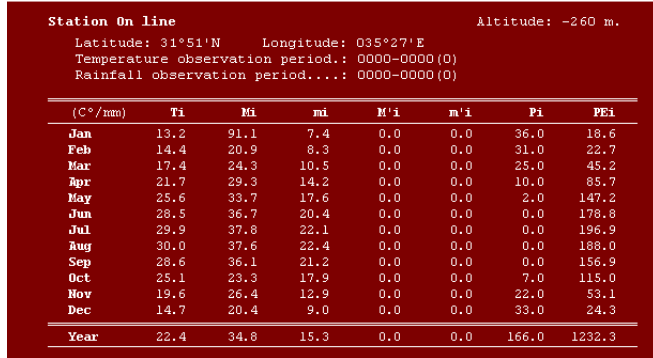 Station On line Altitude: -260 m.
Latitude: 31°51'N Longitude: 035°27'E
Temperature observation period.: 0000-0000(0)
Rainfall observation period....: 0000-0000(0)
(C°/mm) Ti Mi mi M'i m'i Pi PEi
Jan 13.2 91.1 7.4 0.0 0.0 36.0 18.6
Feb 14.4 20.9 8.3 0.0 0.0 31.0 22.7
Mar 17.4 24.3 10.5 0.0 0.0 25.0 45.2
Apr 21.7 29.3 14.2 0.0 0.0 10.0 85.7
May 25.6 33.7 17.6 0.0 0.0 2.0 147.2
Jun 28.5 36.7 20.4 0.0 0.0 0.0 178.8
Jul 29.9 37.8 22.1 0.0 0.0 0.0 196.9
Aug 30.0 37.6 22.4 0.0 0.0 0.0 188.0
Sep 28.6 36.1 21.2 0.0 0.0 0.0 156.9
Oct 25.1 23.3 17.9 0.0 0.0 7.0 115.0
Nov 19.6 26.4 12.9 0.0 0.0 22.0 53.1
Dec 14.7 20.4 9.0 0.0 0.0 33.0 24.3
Year 22.4 34.8 15.3 0.0 0.0 166.0 1232.3